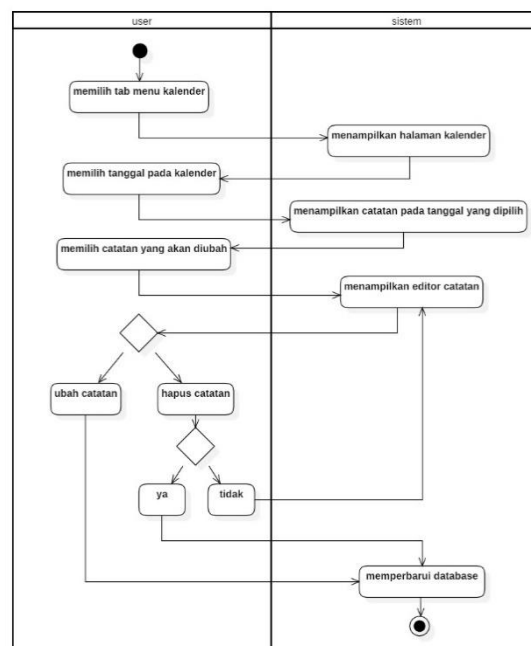 user
sistem
memilih tab menu kalender
menampilkan halaman kalender
memilih tanggal pada kalender
menampilkan catatan pada tanggal yang dipilih
memilih catatan yang akan diubah
menampilkan editor catatan
ubah catatan
hapus catatan
ya
tidak
memperbarui database